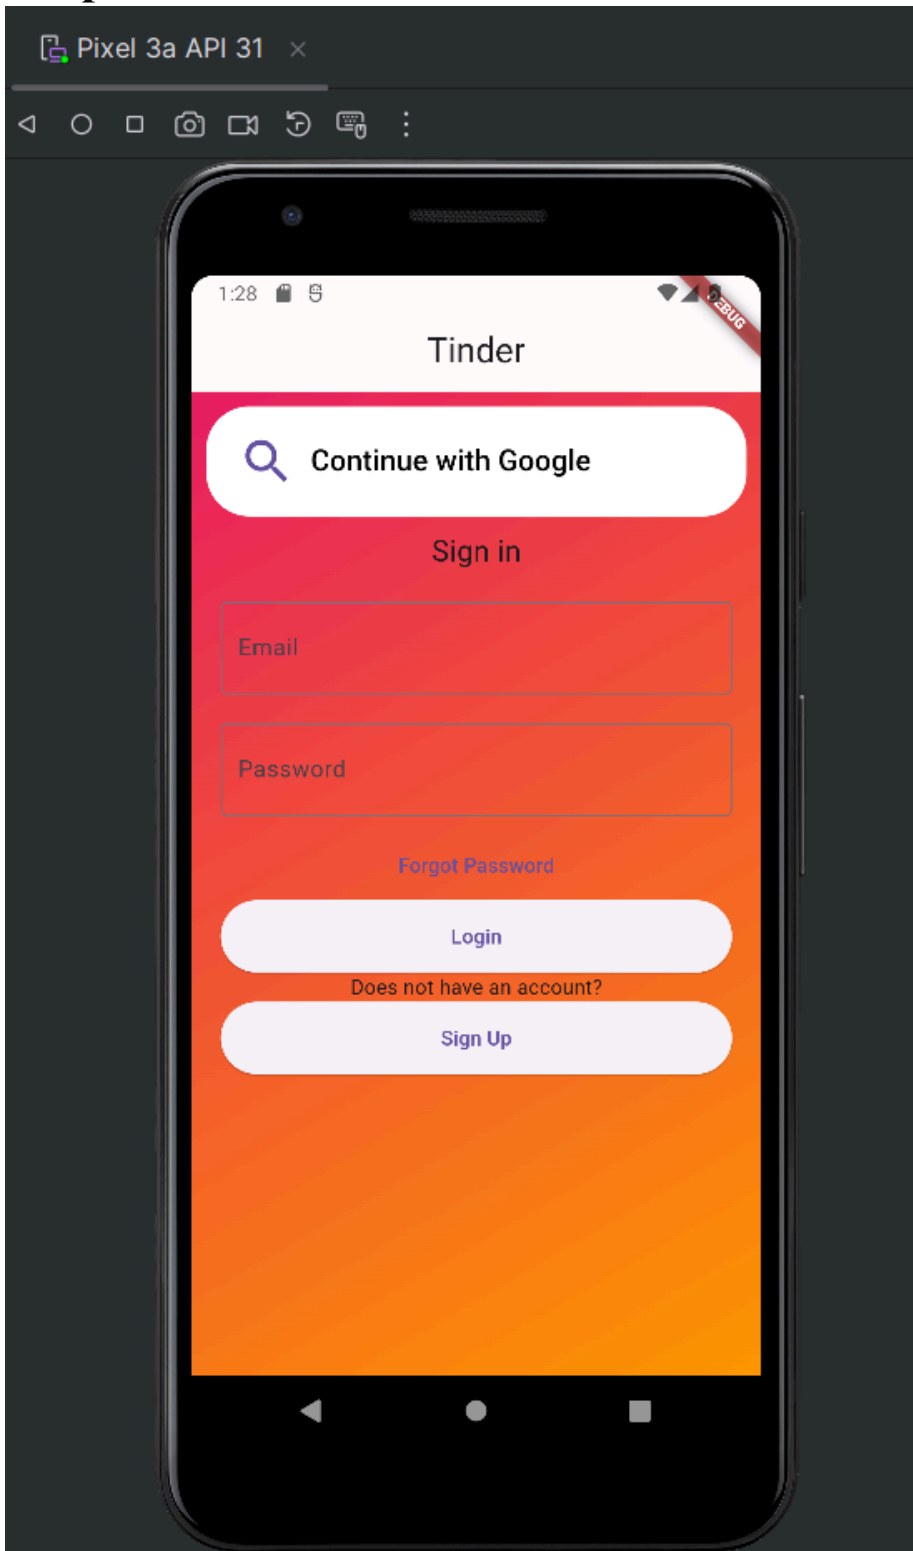 Pixel 3a API 31
1:28
DEBUG
Tinder
Continue with Google
Sign in
Email
Password
Forgot Password
Login
Does not have an account?
Sign Up